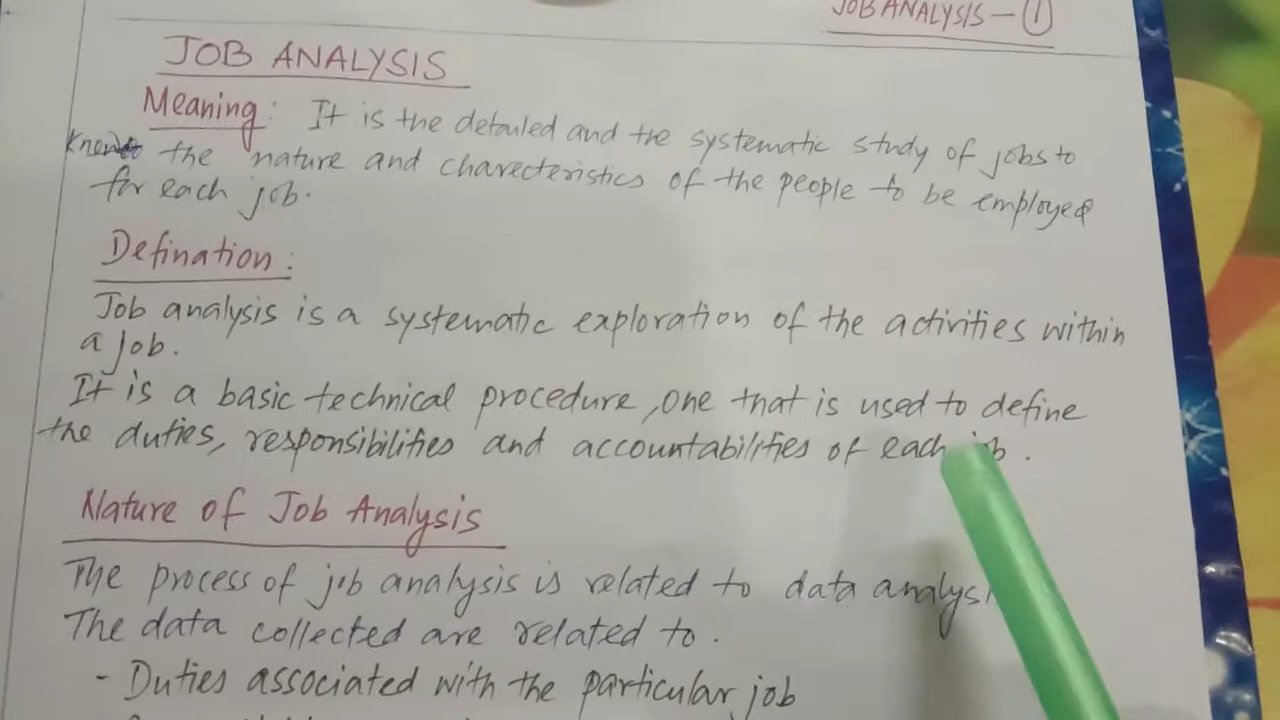 JOB ANALYSIS - 1
JOB ANALYSIS
Meaning: It is the detailed and the systematic study of jobs to
know the nature and charecteristics of the people to be employed
for each job.
Defination:
Job analysis is a systematic exploration of the activities within
a job.
It is a basic technical procedure, one that is used to define
the duties, responsibilities and accountabilities of each job.
Nature of Job Analysis
The process of job analysis is related to data
The data collected are related to.
- Duties associated with the particular job